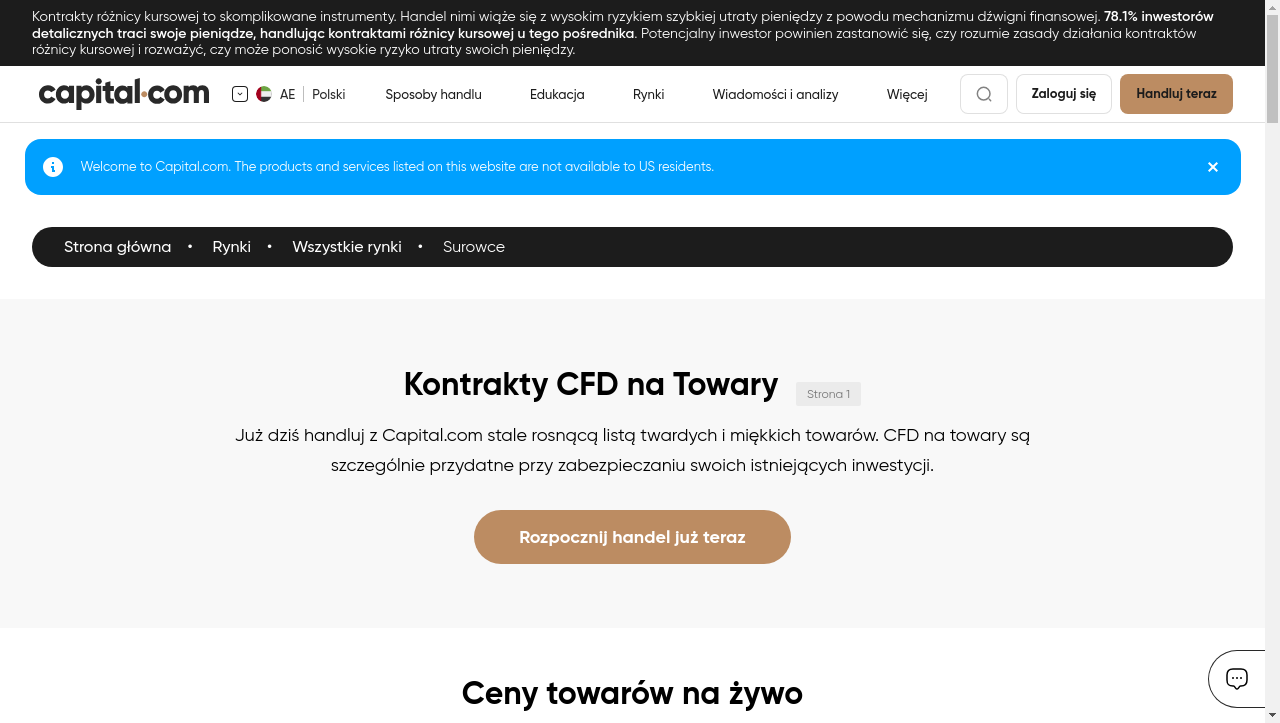 Kontrakty różnicy kursowej to skomplikowane instrumenty. Handel nimi wiąże się z wysokim ryzykiem szybkiej utraty pieniędzy z powodu mechanizmu dźwigni finansowej. 78.1% inwestorów
detalicznych traci swoje pieniądze, handlując kontraktami różnicy kursowej u tego pośrednika. Potencjalny inwestor powinien zastanowić się, czy rozumie zasady działania kontraktów
różnicy kursowej i rozważyć, czy może ponosić wysokie ryzyko utraty swoich pieniędzy.
capital.com AE Polski Sposoby handlu Edukacja Rynki Wiadomości i analizy Więcej Zaloguj się Handluj teraz
Welcome to Capital.com. The products and services listed on this website are not available to US residents.
Strona główna • Rynki • Wszystkie rynki • Surowce
Kontrakty CFD na Towary Strona 1
Już dziś handluj z Capital.com stale rosnącą listą twardych i miękkich towarów. CFD na towary są
szczególnie przydatne przy zabezpieczaniu swoich istniejących inwestycji.
Rozpocznij handel już teraz
Ceny towarów na żywo